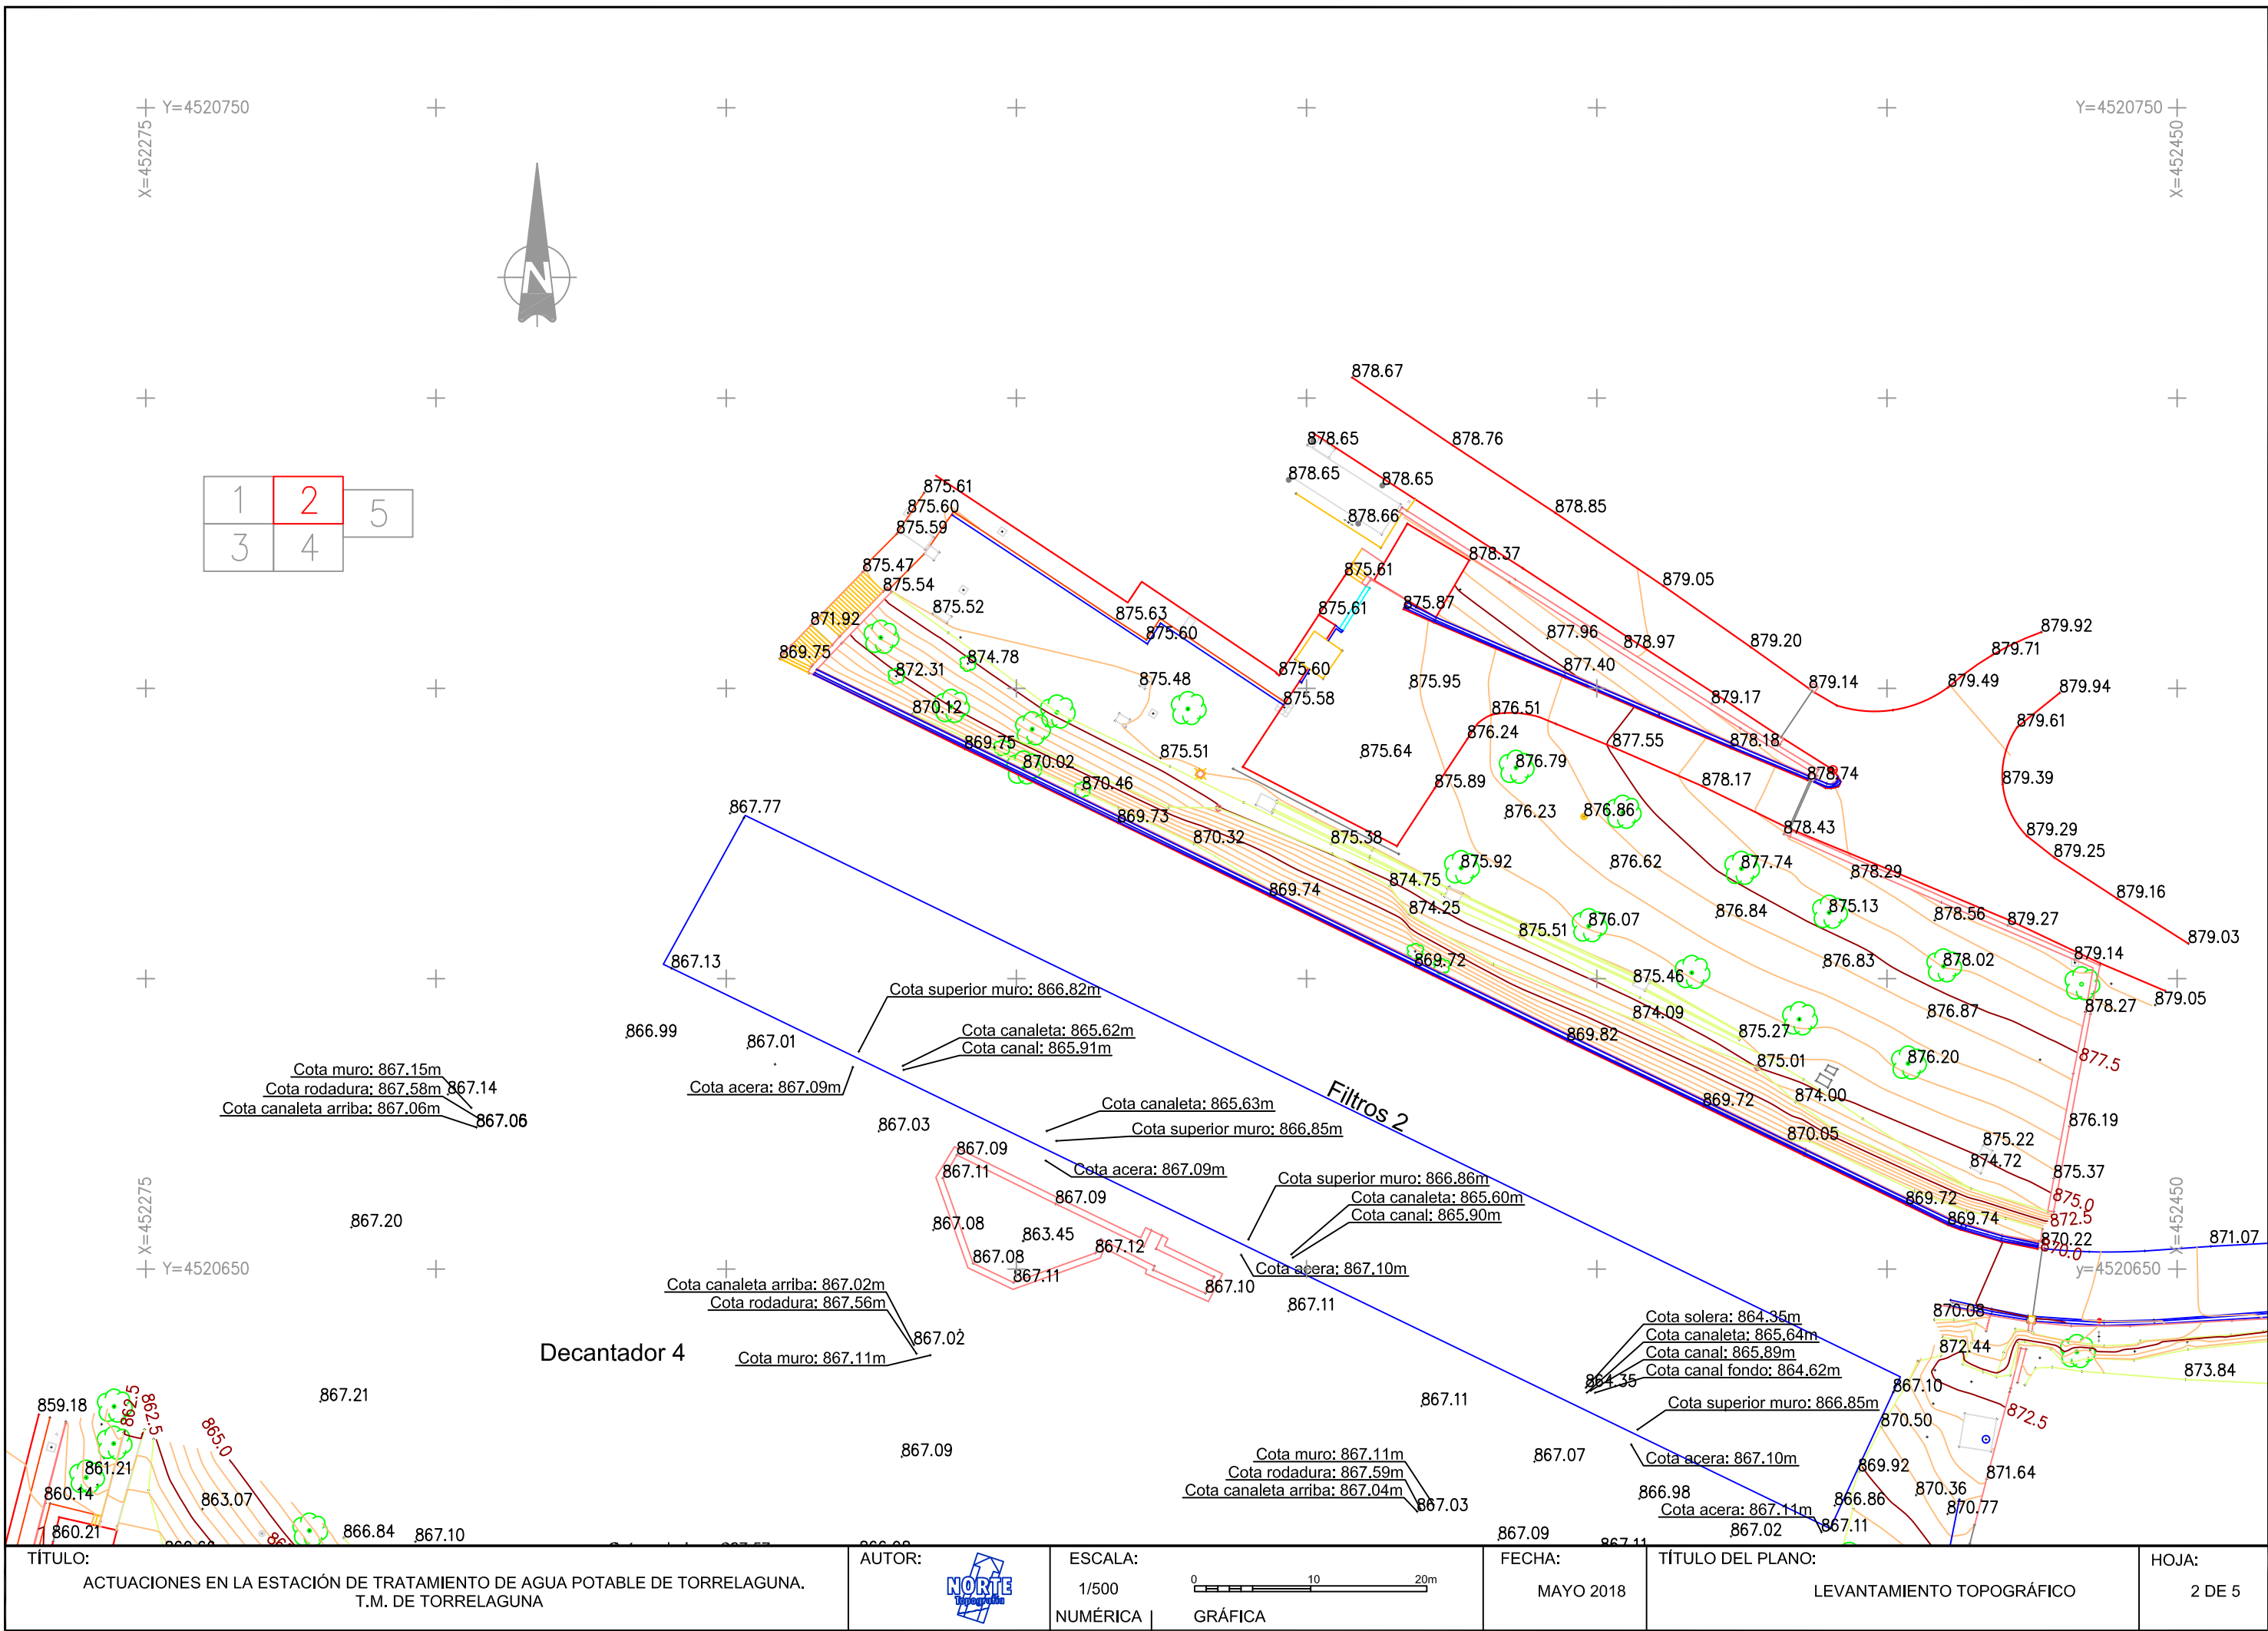 Y=4520750
Y=4520750
X=452275
X=452450
N
1
2
5
3
4
878.67
878.76
878.65
878.65
878.65
878.66
878.85
878.37
879.05
875.61
875.60
875.59
875.47
875.54
875.52
871.92
869.75
872.31
874.78
875.63
875.60
875.61
875.61
875.87
877.96
878.97
877.40
879.20
879.14
879.17
879.92
879.71
879.49
879.94
879.61
879.39
879.29
879.25
879.16
879.03
875.48
875.60
875.58
875.95
876.51
876.24
877.55
878.18
878.74
878.17
870.12
869.75
870.02
870.46
875.51
875.64
875.89
876.79
876.23
876.86
878.43
867.77
869.73
870.32
875.38
875.92
876.62
877.74
878.29
869.74
874.75
874.25
876.07
875.51
876.84
875.13
878.56
879.27
879.14
869.72
875.46
876.83
878.02
879.05
878.27
867.13
874.09
869.82
875.27
876.87
875.01
876.20
877.5
Cota superior muro: 866.82m
866.99
867.01
Cota canaleta: 865.62m
Cota canal: 865.91m
Cota acera: 867.09m
Cota muro: 867.15m
Cota rodadura: 867.58m
Cota canaleta arriba: 867.06m
867.14
867.06
Filtros 2
874.00
869.72
870.05
876.19
875.22
874.72
875.37
875.0
872.5
870.0
869.72
869.74
870.22
871.07
867.03
Cota canaleta: 865.63m
Cota superior muro: 866.85m
Cota acera: 867.09m
867.09
867.11
867.09
867.08
863.45
867.12
867.08
867.11
867.10
Cota superior muro: 866.86m
Cota canaleta: 865.60m
Cota canal: 865.90m
Cota acera: 867.10m
867.11
X=452275
Y=4520650
X=452450
y=4520650
867.20
Cota canaleta arriba: 867.02m
Cota rodadura: 867.56m
867.02
Cota muro: 867.11m
Decantador 4
Cota solera: 864.35m
Cota canaleta: 865.64m
Cota canal: 865.89m
Cota canal fondo: 864.62m
864.35
Cota superior muro: 866.85m
Cota acera: 867.10m
870.08
872.44
873.84
867.10
870.50
872.5
869.92
871.64
870.36
870.77
866.86
859.18
862.5
862.5
865.0
867.21
861.21
860.14
863.07
860.21
866.84
867.10
867.09
867.11
867.07
Cota muro: 867.11m
Cota rodadura: 867.59m
Cota canaleta arriba: 867.04m
867.03
866.98
Cota acera: 867.11m
867.11
867.02
867.09
TÍTULO:
ACTUACIONES EN LA ESTACIÓN DE TRATAMIENTO DE AGUA POTABLE DE TORRELAGUNA.
T.M. DE TORRELAGUNA
AUTOR:
NORTE
Topografía
ESCALA:
1/500
NUMÉRICA
0 10 20m
GRÁFICA
FECHA:
MAYO 2018
TÍTULO DEL PLANO:
LEVANTAMIENTO TOPOGRÁFICO
HOJA:
2 DE 5